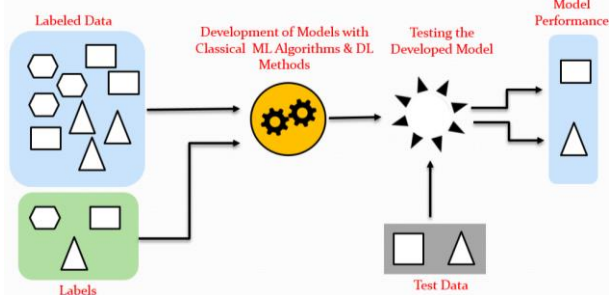 Labeled Data
Development of Models with
Classical ML Algorithms & DL
Methods
Testing the
Developed Model
Model
Performance
Labels
Test Data